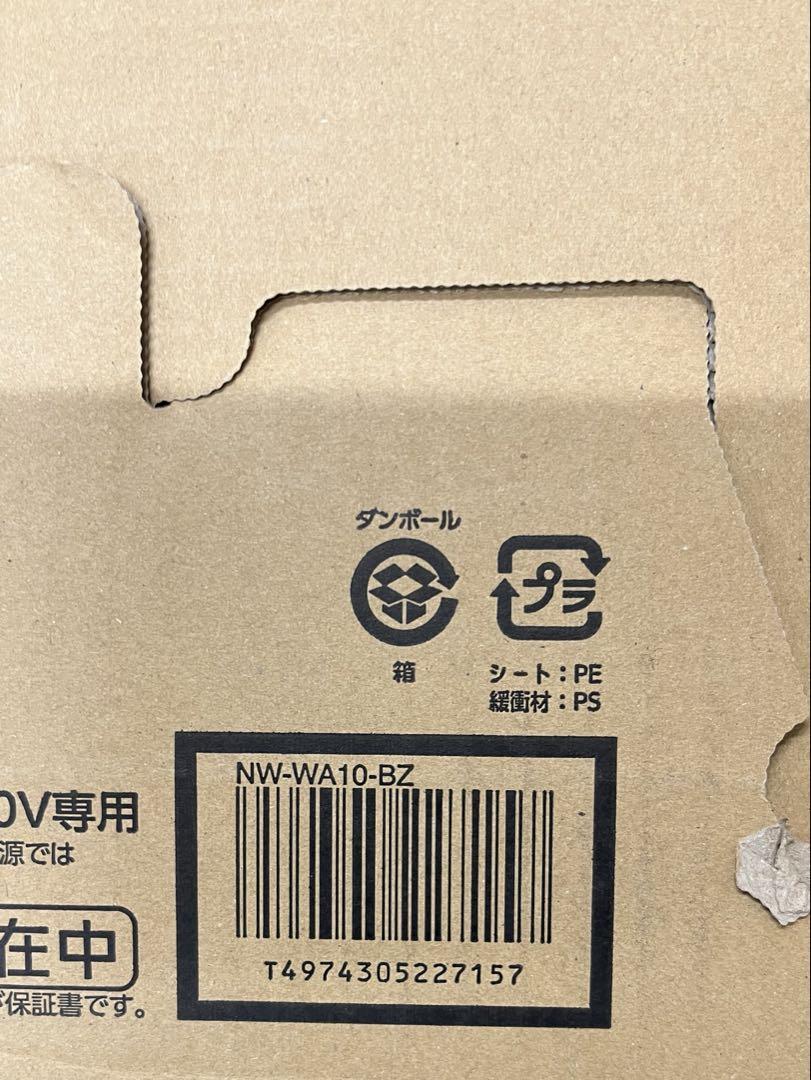 ダンボール
プラ
箱
シート：PE
緩衝材：PS
NW-WA10-BZ
0V専用
源では
在中
T4974305227157
保証書です。